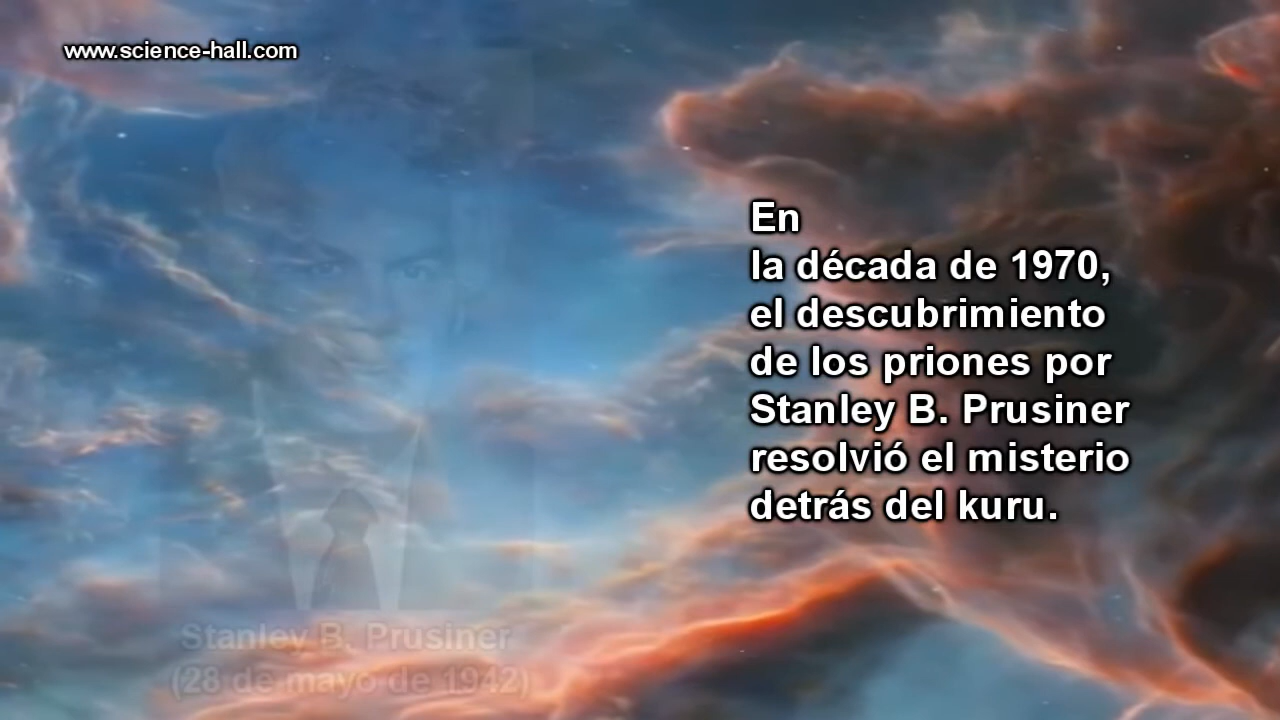 www.science-hall.com
En
la década de 1970,
el descubrimiento
de los priones por
Stanley B. Prusiner
resolvió el misterio
detrás del kuru.
Stanley B. Prusiner
(28 de mayo de 1942)